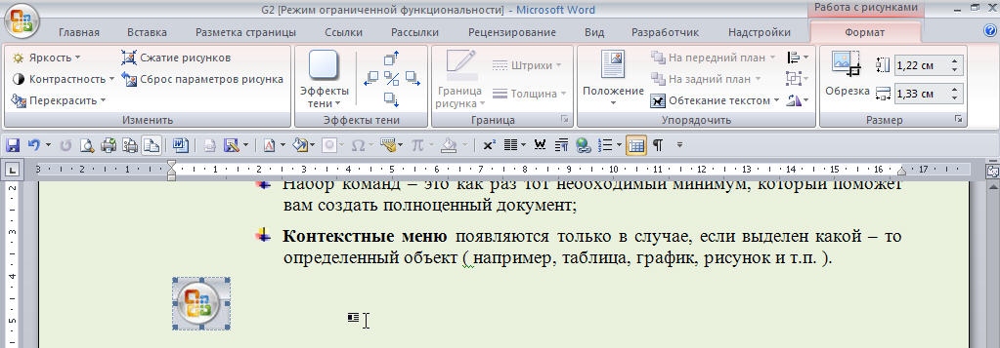 G2 [Режим ограниченной функциональности] - Microsoft Word
Работа с рисунками
Главная Вставка Разметка страницы Ссылки Рассылки Рецензирование Вид Разработчик Надстройки Формат
Яркость Сжатие рисунков На передний план 1,22 см
Контрастность Сброс параметров рисунка Эффекты тени Граница рисунка Штрихи Толщина Положение На задний план Обрезка 1,33 см
Перекрасить Обтекание текстом
Изменить Эффекты тени Граница Упорядочить Размер
3 2 1 1 2 3 4 5 6 7 8 9 10 11 12 13 14 15 16 17
Набор команд – это как раз тот необходимый минимум, который поможет
вам создать полноценный документ;
Контекстные меню появляются только в случае, если выделен какой – то
определенный объект ( например, таблица, график, рисунок и т.п. ).